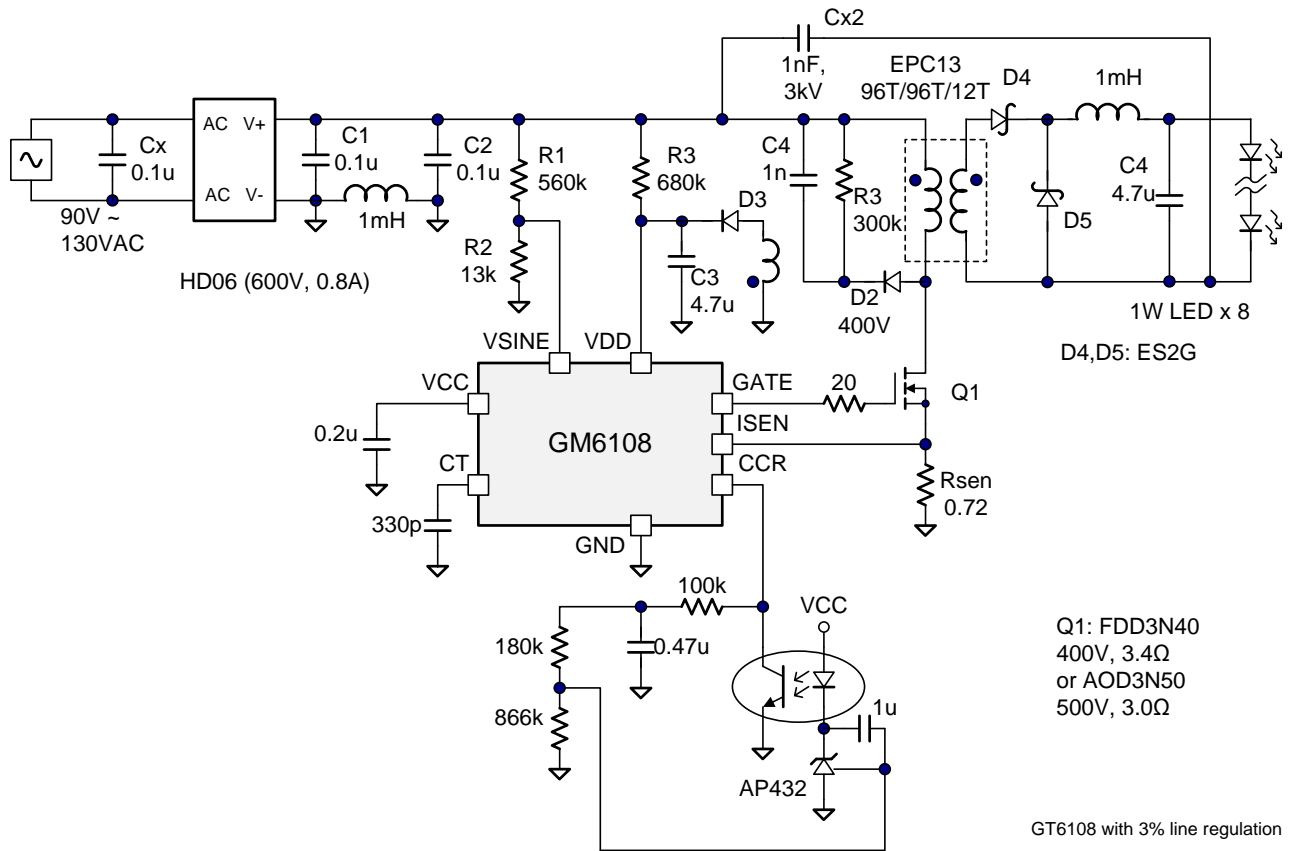 Cx2
1nF,
3kV
EPC13
96T/96T/12T
D4
1mH
AC V+
AC V-
Cx
0.1u
C1
0.1u
C2
0.1u
1mH
R1
560k
R3
680k
C4
1n
R3
300k
D5
C4
4.7u
90V ~
130VAC
HD06 (600V, 0.8A)
R2
13k
D3
C3
4.7u
D2
400V
1W LED x 8
D4,D5: ES2G
VSINE
VDD
VCC
GATE
20
Q1
0.2u
GM6108
ISEN
CT
CCR
Rsen
0.72
330p
GND
100k
VCC
180k
0.47u
866k
1u
AP432
Q1: FDD3N40
400V, 3.4Ω
or AOD3N50
500V, 3.0Ω
GT6108 with 3% line regulation